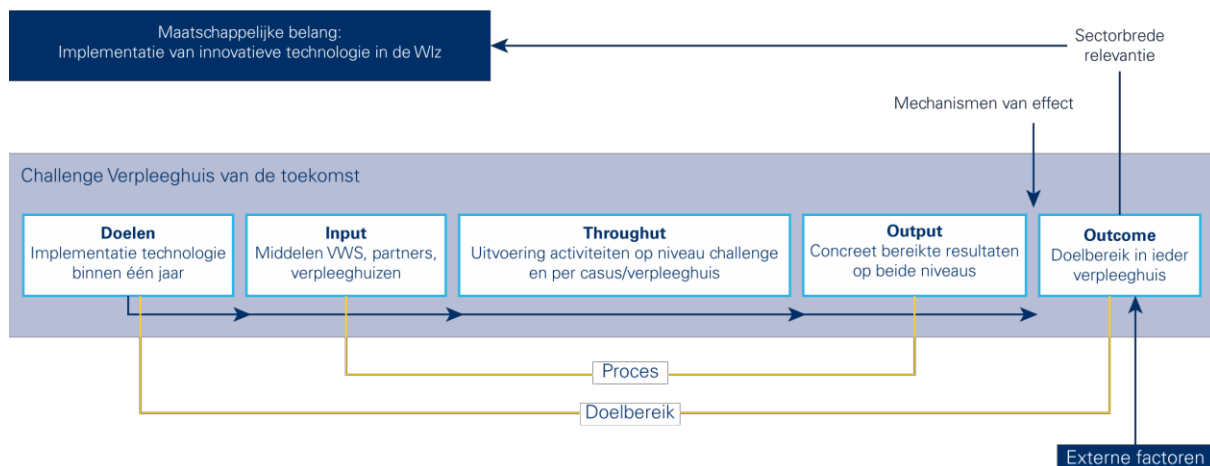 Maatschappelijke belang:
Implementatie van innovatieve technologie in de Wlz
Sectorbrede
relevantie
Mechanismen van effect
Challenge Verpleeghuis van de toekomst
Doelen
Implementatie technologie
binnen één jaar
Input
Middelen VWS, partners,
verpleeghuizen
Throughut
Uitvoering activiteiten op niveau challenge
en per casus/verpleeghuis
Output
Concreet bereikte resultaten
op beide niveaus
Outcome
Doelbereik in ieder
verpleeghuis
Proces
Doelbereik
Externe factoren